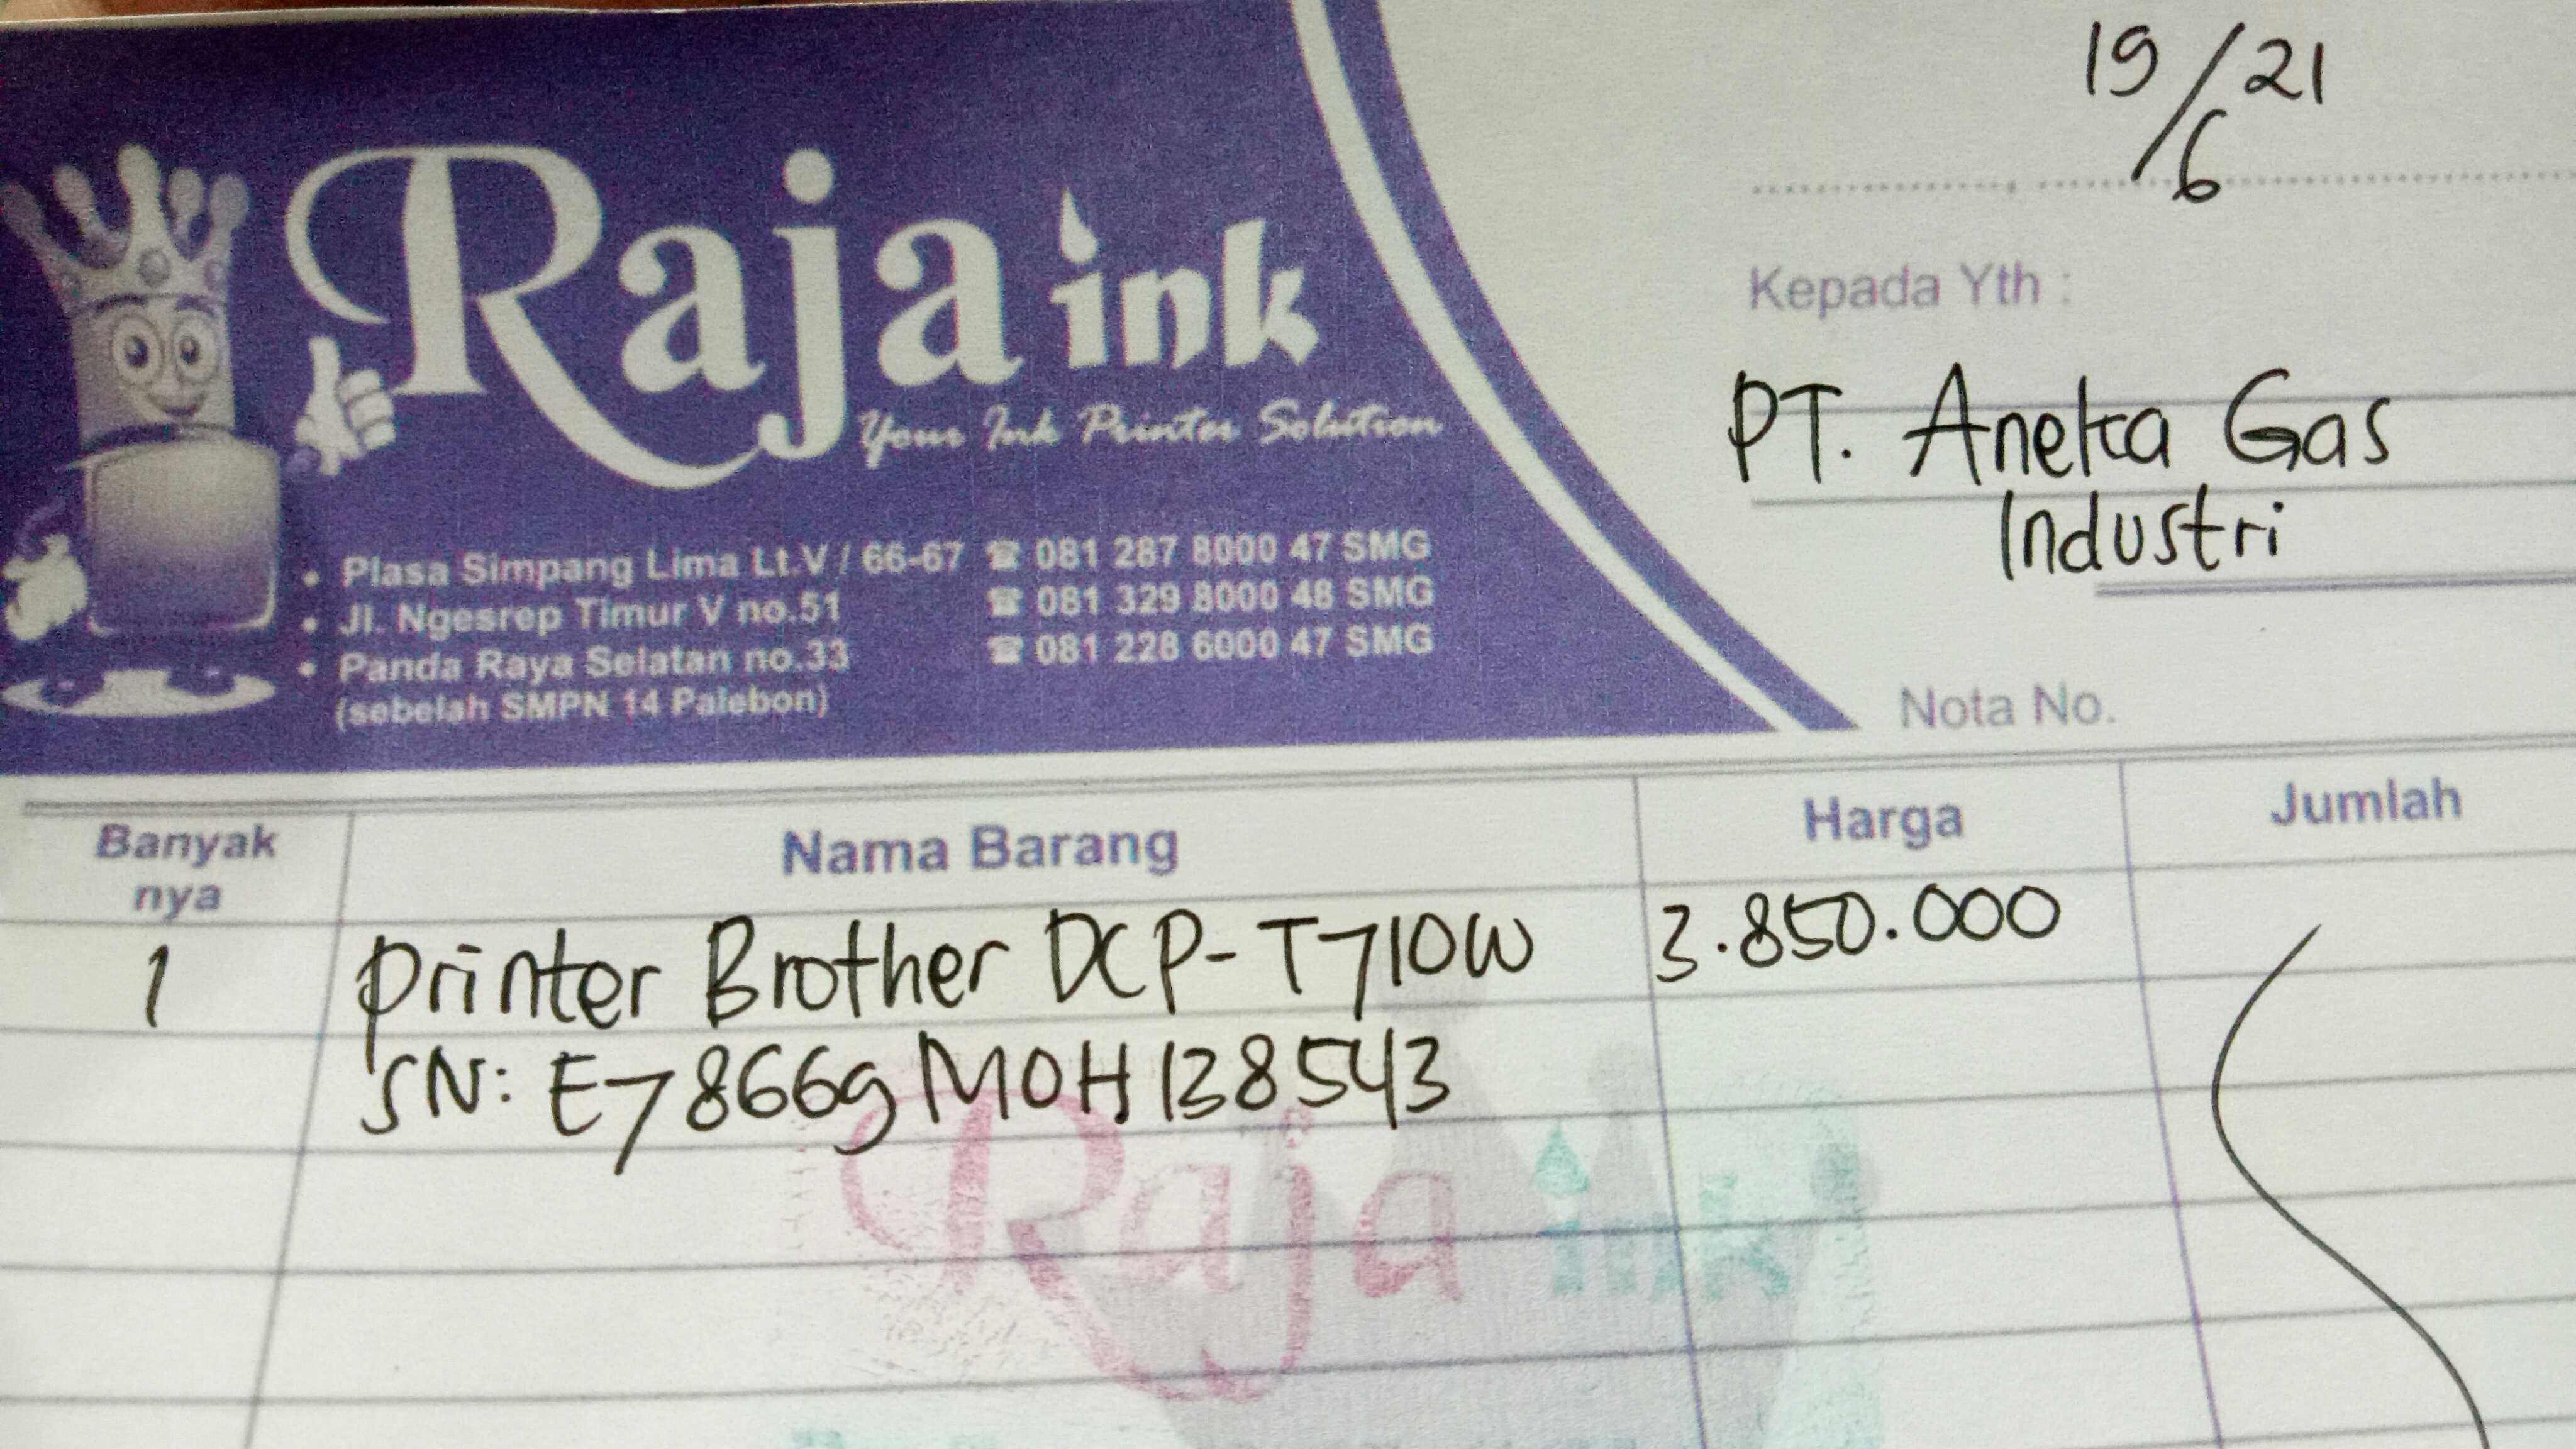 Raja ink
Your Ink Printer Solution
• Plasa Simpang Lima Lt.V / 66-67 ☎ 081 287 8000 47 SMG
• Jl. Ngesrep Timur V no.51 ☎ 081 329 8000 48 SMG
• Panda Raya Selatan no.33 ☎ 081 228 6000 47 SMG
(sebelah SMPN 14 Palebon)
19/6 21
Kepada Yth :
PT. Aneka Gas
Industri
Nota No.
Banyak nya Nama Barang Harga Jumlah
1 Printer Brother DCP-T710W 3.850.000
SN: E78669M0H138543
Raja ink